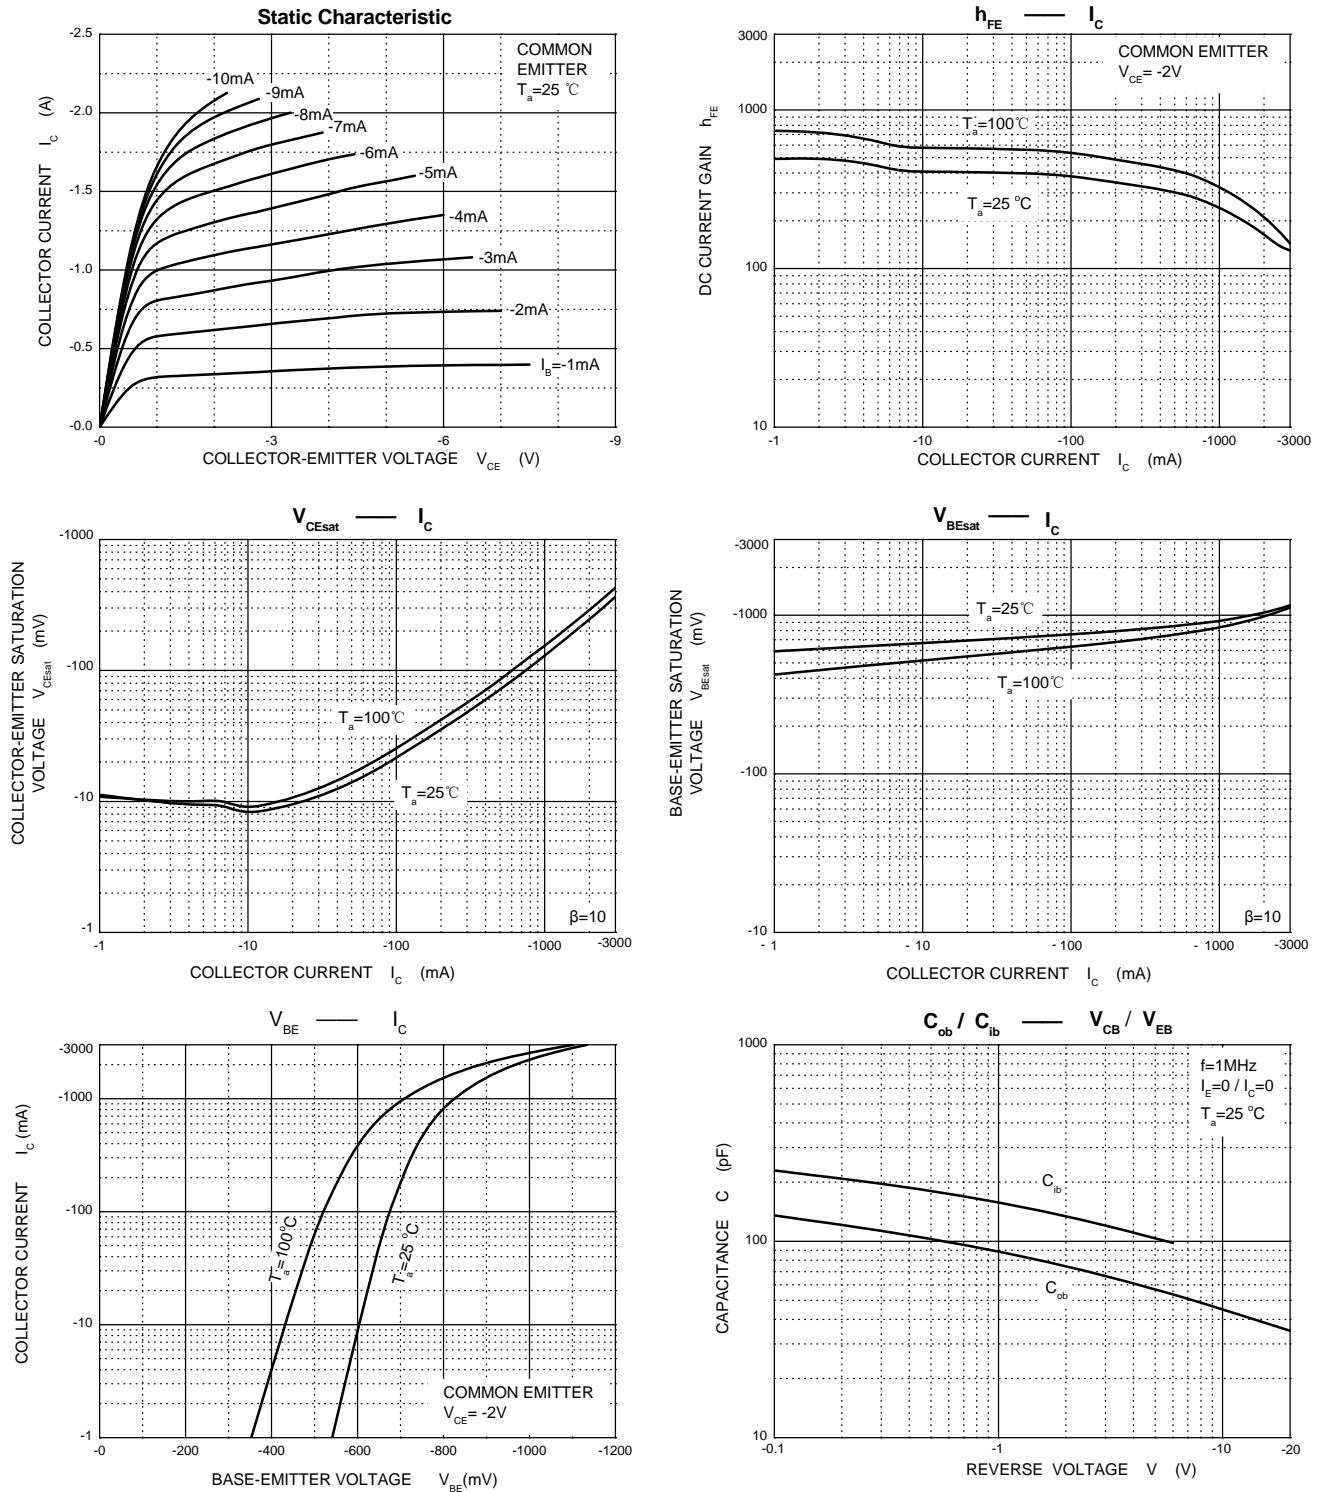 Static Characteristic
COMMON
EMITTER
Ta=25 ℃
-10mA
-9mA
-8mA
-7mA
-6mA
-5mA
-4mA
-3mA
-2mA
IB=-1mA
-2.5
-2.0
-1.5
-1.0
-0.5
-0.0
-0
-3
-6
-9
COLLECTOR CURRENT IC (A)
COLLECTOR-EMITTER VOLTAGE VCE (V)
hFE —— IC
COMMON EMITTER
VCE= -2V
Ta=100℃
Ta=25 °C
3000
1000
100
10
-1
-10
-100
-1000
-3000
DC CURRENT GAIN hFE
COLLECTOR CURRENT IC (mA)
VCEsat —— IC
-1000
-100
-10
-1
Ta=100℃
Ta=25℃
β=10
-1
-10
-100
-1000
-3000
COLLECTOR-EMITTER SATURATION
VOLTAGE VCEsat (mV)
COLLECTOR CURRENT IC (mA)
VBEsat —— IC
-3000
-1000
-100
-10
Ta=25℃
Ta=100℃
β=10
- 1
- 10
- 100
- 1000
-3000
BASE-EMITTER SATURATION
VOLTAGE VBEsat (mV)
COLLECTOR CURRENT IC (mA)
VBE —— IC
-3000
-1000
-100
-10
-1
Ta=100°C
Ta=25 °C
COMMON EMITTER
VCE= -2V
-0
-200
-400
-600
-800
-1000
-1200
COLLECTOR CURRENT IC (mA)
BASE-EMITTER VOLTAGE VBE(mV)
Cob / Cib —— VCB / VEB
f=1MHz
IE=0 / IC=0
Ta=25 °C
1000
100
10
Cib
Cob
-0.1
-1
-10
-20
CAPACITANCE C (pF)
REVERSE VOLTAGE V (V)